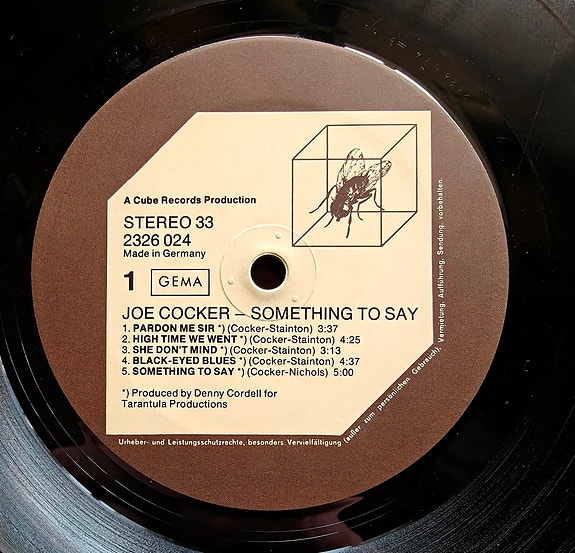 A Cube Records Production
STEREO 33
2326 024
Made in Germany
1 GEMA
JOE COCKER – SOMETHING TO SAY
1. PARDON ME SIR *) (Cocker-Stainton) 3:37
2. HIGH TIME WE WENT *) (Cocker-Stainton) 4:25
3. SHE DON'T MIND *) (Cocker-Stainton) 3:13
4. BLACK-EYED BLUES *) (Cocker-Stainton) 4:37
5. SOMETHING TO SAY *) (Cocker-Nichols) 5:00
*) Produced by Denny Cordell for
Tarantula Productions
Urheber- und Leistungsschutzrechte, besonders Vervielfältigung (außer zum persönlichen Gebrauch), Vermietung, Aufführung, Sendung, vorbehalten.